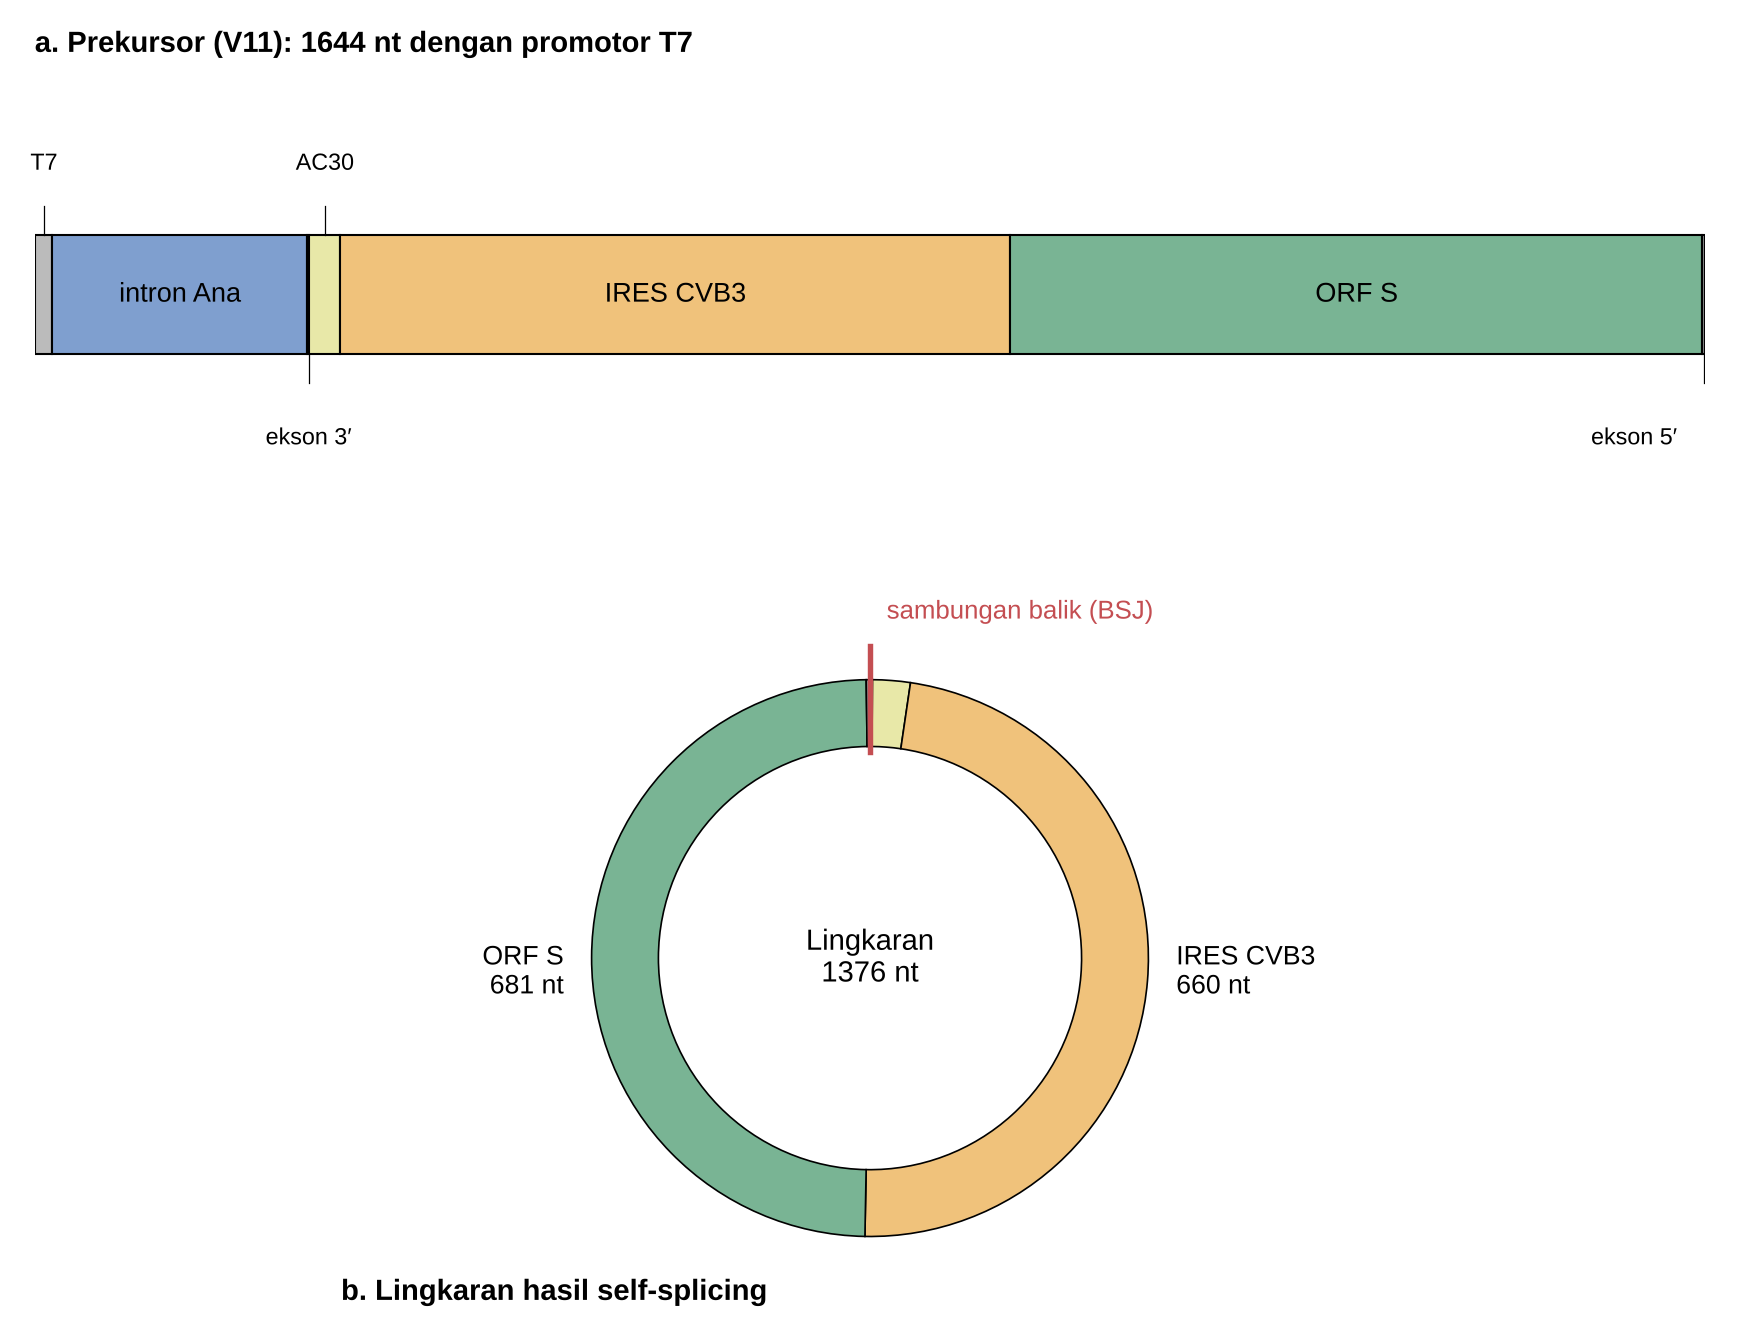 a. Prekursor (V11): 1644 nt dengan promotor T7
T7
AC30
intron Ana
IRES CVB3
ORF S
ekson 3′
ekson 5′
sambungan balik (BSJ)
Lingkaran
1376 nt
ORF S
681 nt
IRES CVB3
660 nt
b. Lingkaran hasil self-splicing